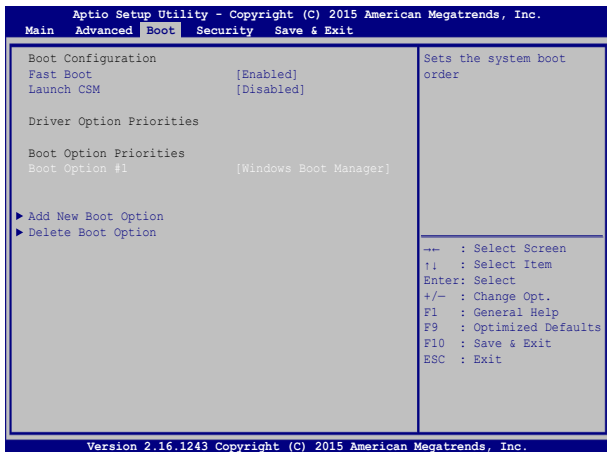 Aptio Setup Utility - Copyright (C) 2015 American Megatrends, Inc.
Main Advanced Boot Security Save & Exit
Boot Configuration
Fast Boot [Enabled]
Launch CSM [Disabled]
Driver Option Priorities
Boot Option Priorities
Boot Option #1 [Windows Boot Manager]
▶ Add New Boot Option
▶ Delete Boot Option
Sets the system boot
order
→← : Select Screen
↑↓ : Select Item
Enter: Select
+/— : Change Opt.
F1 : General Help
F9 : Optimized Defaults
F10 : Save & Exit
ESC : Exit
Version 2.16.1243 Copyright (C) 2015 American Megatrends, Inc.